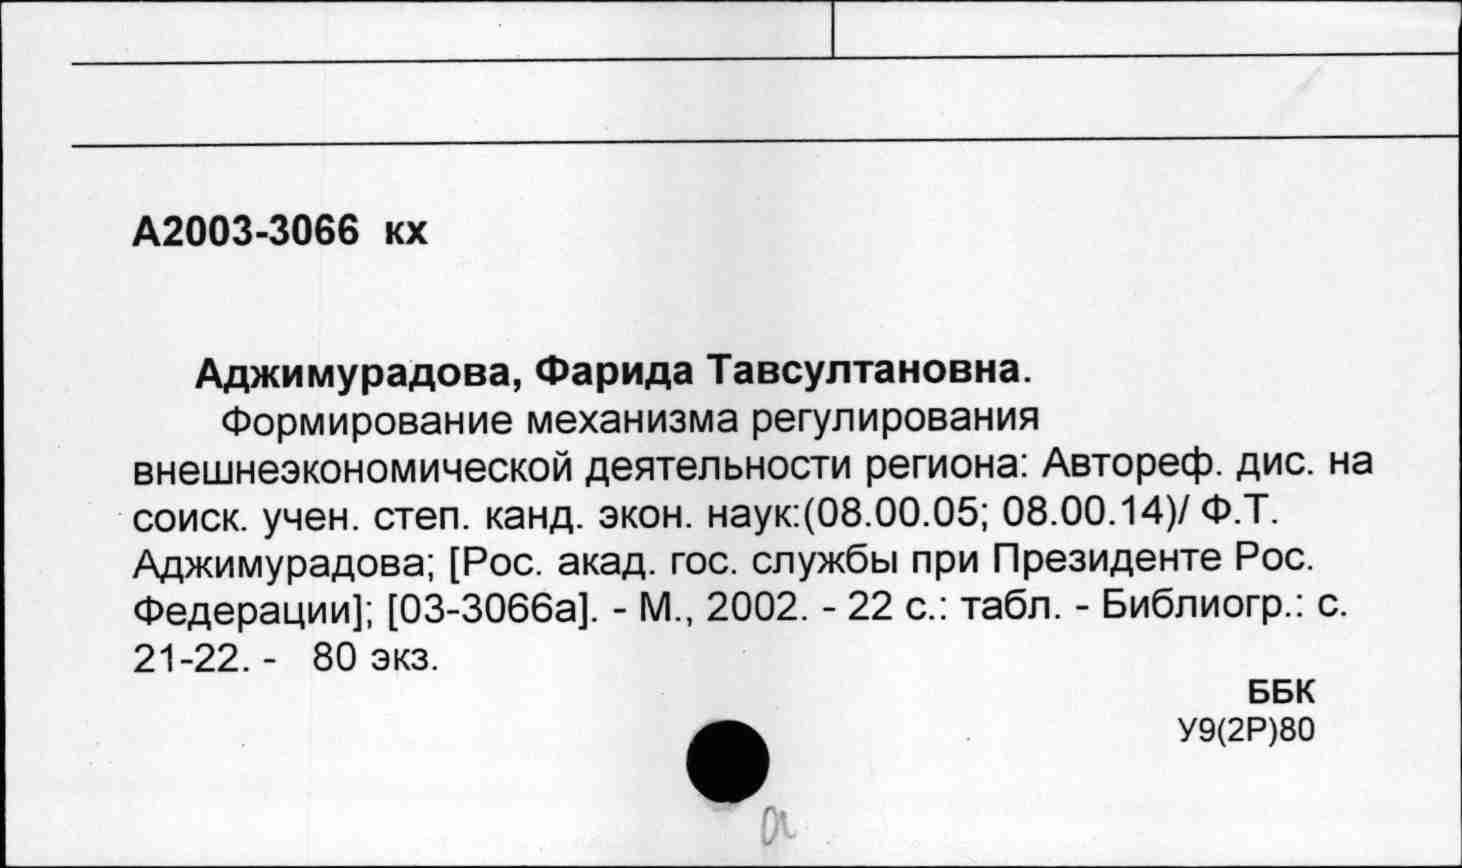 А2003-3066 кх
Аджимурадова, Фарида Тавсултановна.
Формирование механизма регулирования
внешнеэкономической деятельности региона: Автореф. дис. на
соиск. учен. степ. канд. экон. наук:(08.00.05; 08.00.14)/ Ф.Т.
Аджимурадова; [Рос. акад. гос. службы при Президенте Рос.
Федерации]; [03-3066а]. - М., 2002. - 22 с.: табл. - Библиогр.: с.
21-22. - 80 экз.
ББК
У9(2Р)80